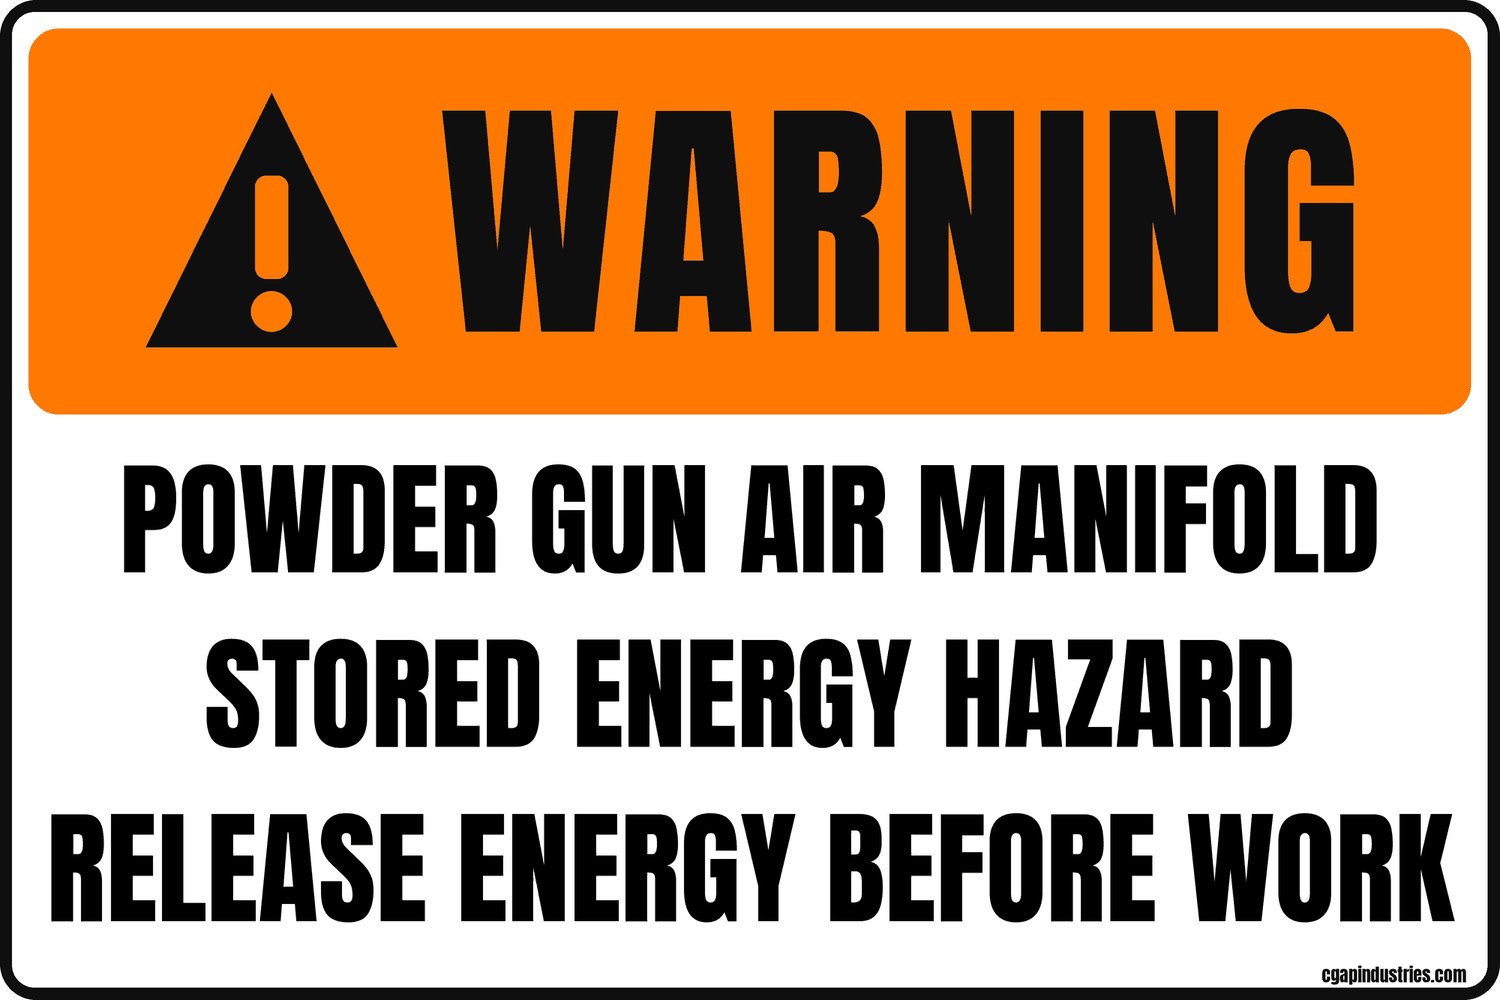 WARNING
POWDER GUN AIR MANIFOLD
STORED ENERGY HAZARD
RELEASE ENERGY BEFORE WORK
cgapindustries.com